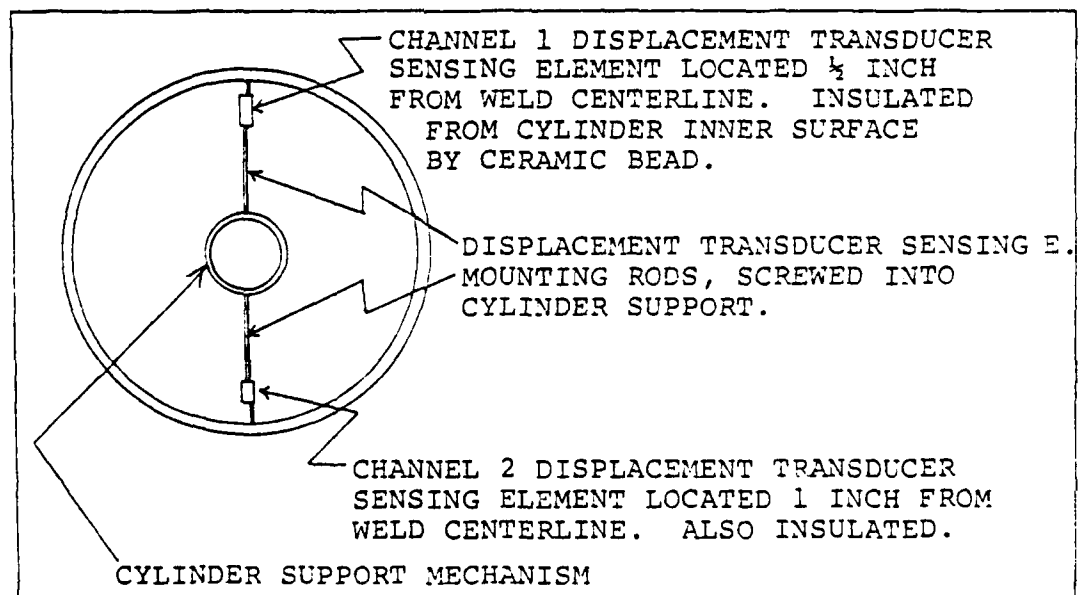 CHANNEL 1 DISPLACEMENT TRANSDUCER
SENSING ELEMENT LOCATED ½ INCH
FROM WELD CENTERLINE. INSULATED
FROM CYLINDER INNER SURFACE
BY CERAMIC BEAD.
DISPLACEMENT TRANSDUCER SENSING E.
MOUNTING RODS, SCREWED INTO
CYLINDER SUPPORT.
CHANNEL 2 DISPLACEMENT TRANSDUCER
SENSING ELEMENT LOCATED 1 INCH FROM
WELD CENTERLINE. ALSO INSULATED.
CYLINDER SUPPORT MECHANISM